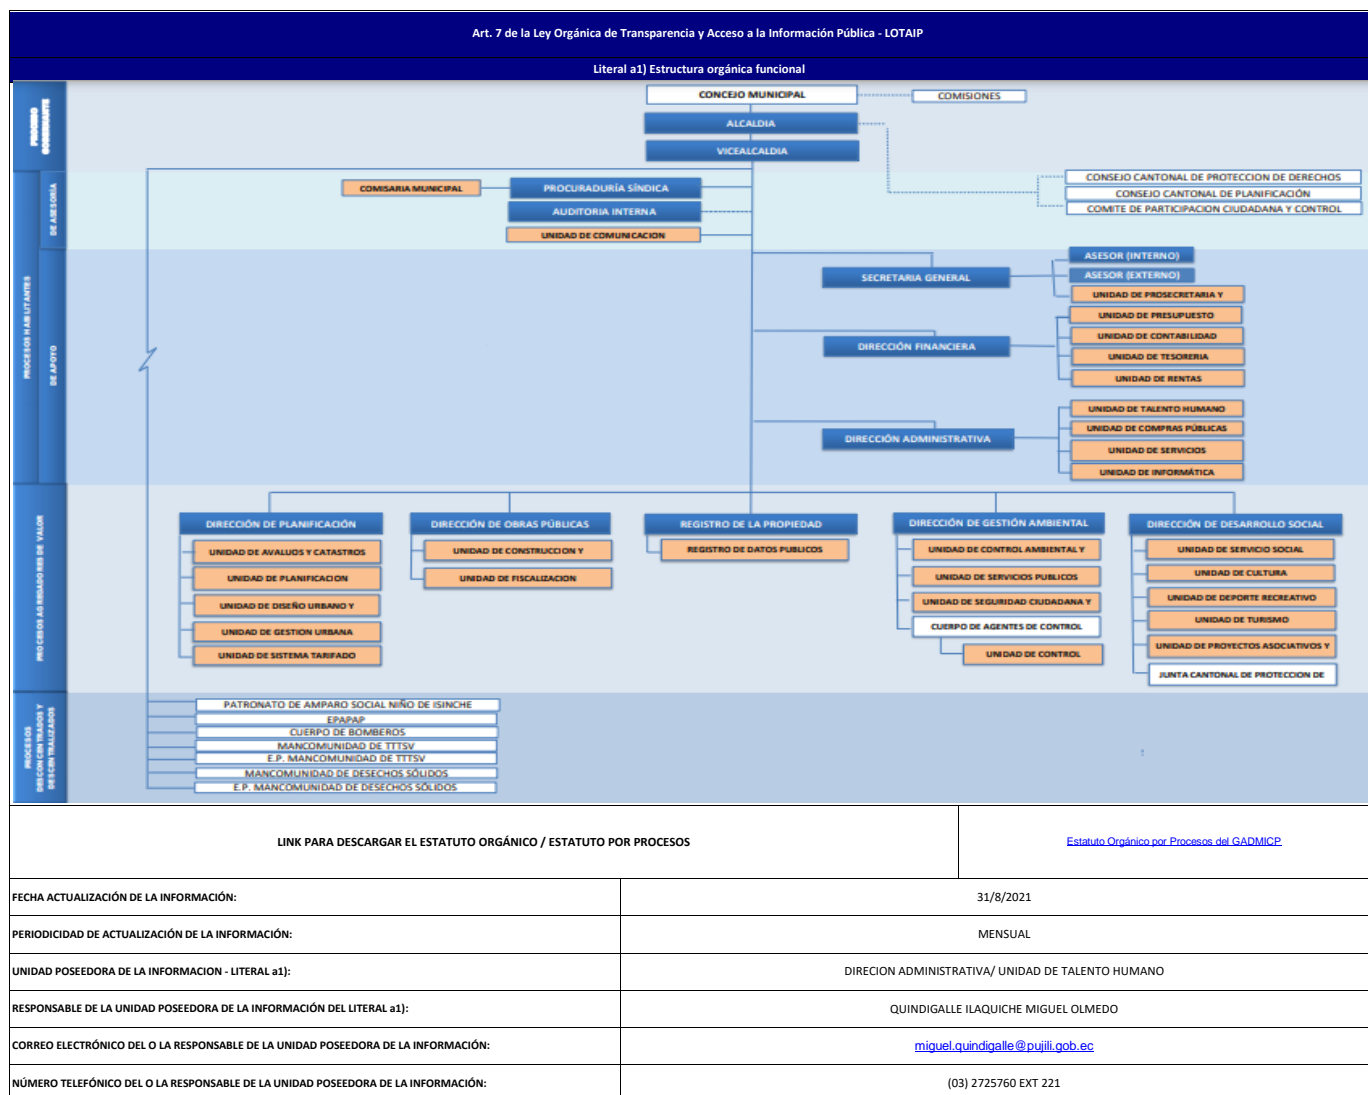 Art. 7 de la Ley Orgánica de Transparencia y Acceso a la Información Pública - LOTAIP
Literal a1) Estructura orgánica funcional
PROCESO
GOBERNANTE
CONCEJO MUNICIPAL
COMISIONES
ALCALDIA
VICEALCALDIA
PROCESOS HABILITANTES
DE ASESORÍA
COMISARIA MUNICIPAL
PROCURADURÍA SÍNDICA
AUDITORIA INTERNA
UNIDAD DE COMUNICACION
CONSEJO CANTONAL DE PROTECCION DE DERECHOS
CONSEJO CANTONAL DE PLANIFICACIÓN
COMITE DE PARTICIPACION CIUDADANA Y CONTROL
DE APOYO
SECRETARIA GENERAL
ASESOR (INTERNO)
ASESOR (EXTERNO)
UNIDAD DE PROSECRETARIA Y
DIRECCIÓN FINANCIERA
UNIDAD DE PRESUPUESTO
UNIDAD DE CONTABILIDAD
UNIDAD DE TESORERIA
UNIDAD DE RENTAS
DIRECCIÓN ADMINISTRATIVA
UNIDAD DE TALENTO HUMANO
UNIDAD DE COMPRAS PÚBLICAS
UNIDAD DE SERVICIOS
UNIDAD DE INFORMÁTICA
PROCESOS AGREGADORES DE VALOR
DIRECCIÓN DE PLANIFICACIÓN
UNIDAD DE AVALUOS Y CATASTROS
UNIDAD DE PLANIFICACION
UNIDAD DE DISEÑO URBANO Y
UNIDAD DE GESTION URBANA
UNIDAD DE SISTEMA TARIFADO
DIRECCIÓN DE OBRAS PÚBLICAS
UNIDAD DE CONSTRUCCION Y
UNIDAD DE FISCALIZACION
REGISTRO DE LA PROPIEDAD
REGISTRO DE DATOS PUBLICOS
DIRECCIÓN DE GESTIÓN AMBIENTAL
UNIDAD DE CONTROL AMBIENTAL Y
UNIDAD DE SERVICIOS PUBLICOS
UNIDAD DE SEGURIDAD CIUDADANA Y
CUERPO DE AGENTES DE CONTROL
UNIDAD DE CONTROL
DIRECCIÓN DE DESARROLLO SOCIAL
UNIDAD DE SERVICIO SOCIAL
UNIDAD DE CULTURA
UNIDAD DE DEPORTE RECREATIVO
UNIDAD DE TURISMO
UNIDAD DE PROYECTOS ASOCIATIVOS Y
JUNTA CANTONAL DE PROTECCION DE
PROCESOS
DESCONCENTRADOS Y
DESCENTRALIZADOS
PATRONATO DE AMPARO SOCIAL NIÑO DE ISINCHE
EPAPAP
CUERPO DE BOMBEROS
MANCOMUNIDAD DE TTTSV
E.P. MANCOMUNIDAD DE TTTSV
MANCOMUNIDAD DE DESECHOS SÓLIDOS
E.P. MANCOMUNIDAD DE DESECHOS SÓLIDOS
LINK PARA DESCARGAR EL ESTATUTO ORGÁNICO / ESTATUTO POR PROCESOS
Estatuto Orgánico por Procesos del GADMICP
FECHA ACTUALIZACIÓN DE LA INFORMACIÓN:
31/8/2021
PERIODICIDAD DE ACTUALIZACIÓN DE LA INFORMACIÓN:
MENSUAL
UNIDAD POSEEDORA DE LA INFORMACION - LITERAL a1):
DIRECION ADMINISTRATIVA/ UNIDAD DE TALENTO HUMANO
RESPONSABLE DE LA UNIDAD POSEEDORA DE LA INFORMACIÓN DEL LITERAL a1):
QUINDIGALLE ILAQUICHE MIGUEL OLMEDO
CORREO ELECTRÓNICO DEL O LA RESPONSABLE DE LA UNIDAD POSEEDORA DE LA INFORMACIÓN:
miguel.quindigalle@pujili.gob.ec
NÚMERO TELEFÓNICO DEL O LA RESPONSABLE DE LA UNIDAD POSEEDORA DE LA INFORMACIÓN:
(03) 2725760 EXT 221